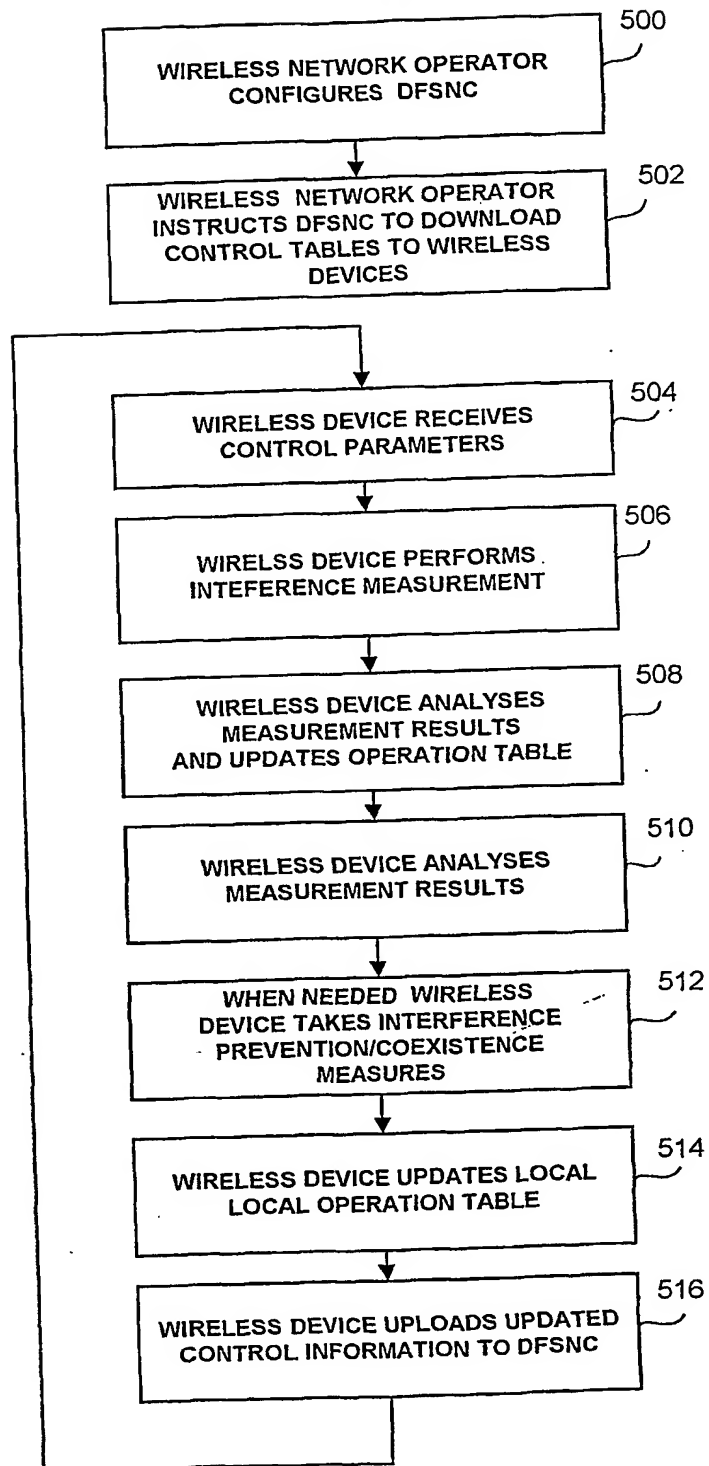 500
WIRELESS NETWORK OPERATOR
CONFIGURES DFSNC
502
WIRELESS NETWORK OPERATOR
INSTRUCTS DFSNC TO DOWNLOAD
CONTROL TABLES TO WIRELESS
DEVICES
504
WIRELESS DEVICE RECEIVES
CONTROL PARAMETERS
506
WIRELSS DEVICE PERFORMS
INTEFERENCE MEASUREMENT
508
WIRELESS DEVICE ANALYSES
MEASUREMENT RESULTS
AND UPDATES OPERATION TABLE
510
WIRELESS DEVICE ANALYSES
MEASUREMENT RESULTS
512
WHEN NEEDED WIRELESS
DEVICE TAKES INTERFERENCE
PREVENTION/COEXISTENCE
MEASURES
514
WIRELESS DEVICE UPDATES LOCAL
LOCAL OPERATION TABLE
516
WIRELESS DEVICE UPLOADS UPDATED
CONTROL INFORMATION TO DFSNC